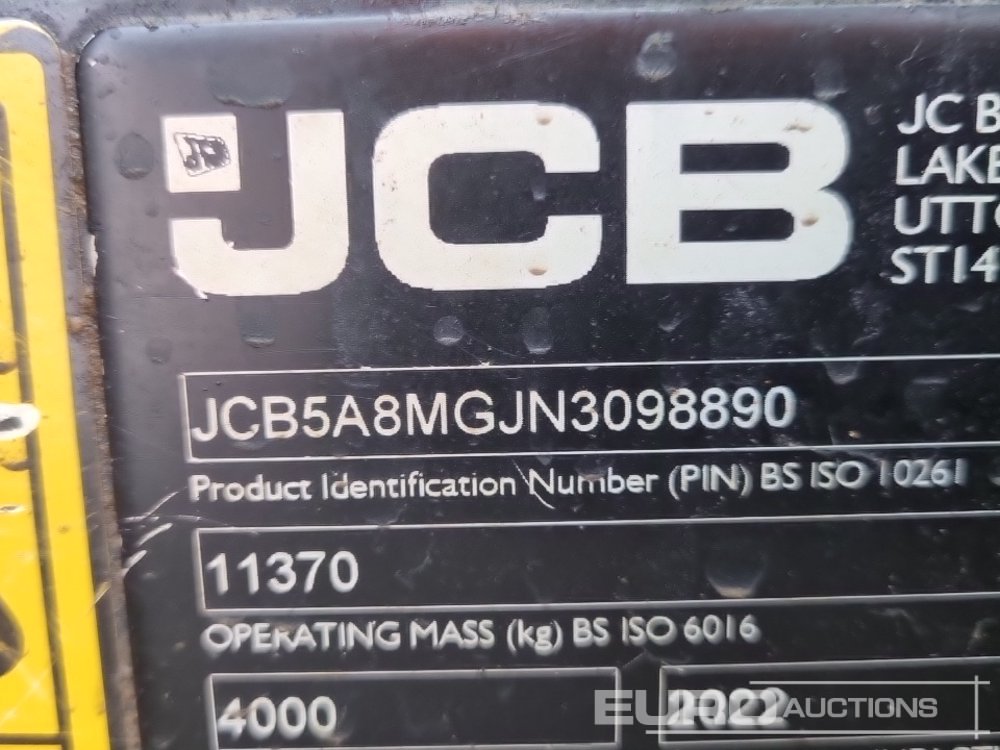 JCB
JCB
JC B
LAKE
UTTO
ST14
JCB5A8MGJN3098890
Product Identification Number (PIN) BS ISO 10261
11370
OPERATING MASS (kg) BS ISO 6016
4000
2022
EURO AUCTIONS